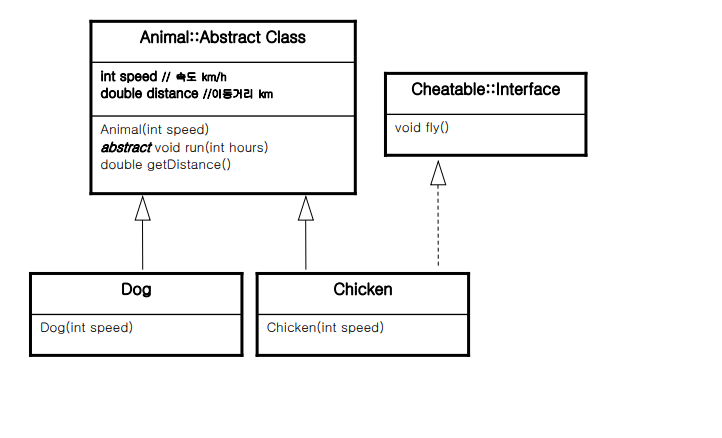 Animal::Abstract Class
int speed // 속도 km/h
double distance //이동거리 km
Animal(int speed)
abstract void run(int hours)
double getDistance()
Cheatable::Interface
void fly()
Dog
Dog(int speed)
Chicken
Chicken(int speed)